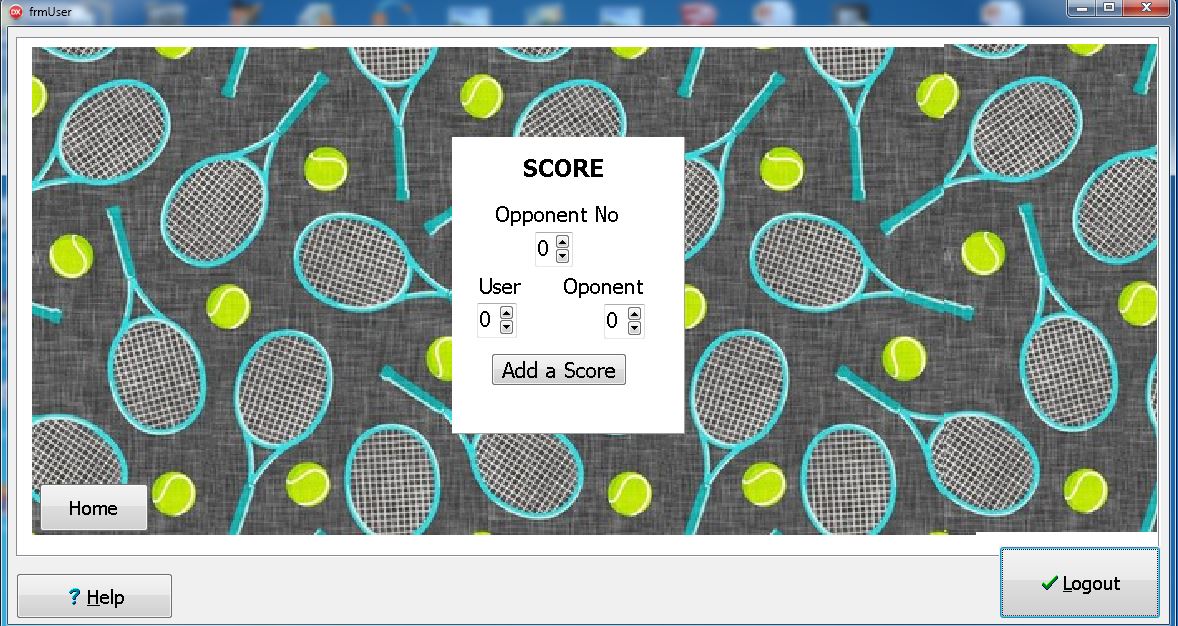 frmUser
SCORE
Opponent No
0
User Oponent
0 0
Add a Score
Home
? Help Logout